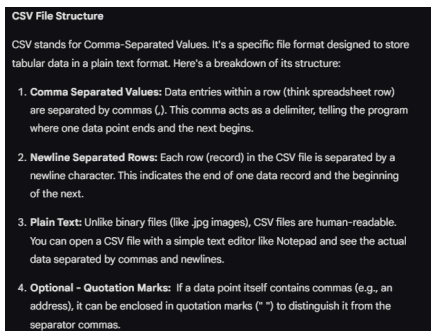 CSV File Structure
CSV stands for Comma-Separated Values. It's a specific file format designed to store
tabular data in a plain text format. Here's a breakdown of its structure:
1. Comma Separated Values: Data entries within a row (think spreadsheet row)
are separated by commas (,). This comma acts as a delimiter, telling the program
where one data point ends and the next begins.
2. Newline Separated Rows: Each row (record) in the CSV file is separated by a
newline character. This indicates the end of one data record and the beginning
of the next.
3. Plain Text: Unlike binary files (like .jpg images), CSV files are human-readable.
You can open a CSV file with a simple text editor like Notepad and see the actual
data separated by commas and newlines.
4. Optional - Quotation Marks: If a data point itself contains commas (e.g., an
address), it can be enclosed in quotation marks (" ") to distinguish it from the
separator commas.